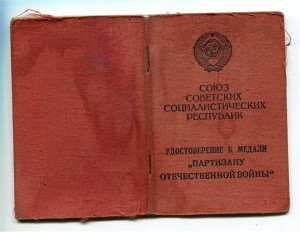 СОЮЗ
СОВЕТСКИХ
СОЦИАЛИСТИЧЕСКИХ
РЕСПУБЛИК
УДОСТОВЕРЕНИЕ К МЕДАЛИ
„ПАРТИЗАНУ
ОТЕЧЕСТВЕННОЙ ВОЙНЫ“